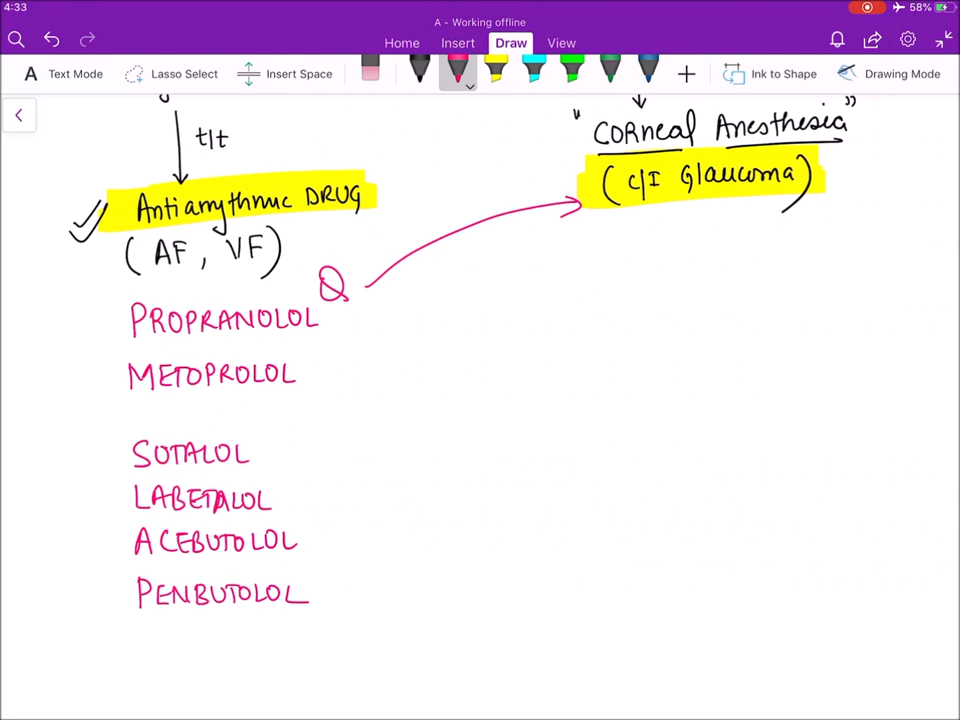 4:33
58%
A - Working offline
Home Insert Draw View
A Text Mode Lasso Select Insert Space + Ink to Shape Drawing Mode
t/t
"CORneal Anesthesia"
(C/I Glaucoma)
Antiarrythmic DRUG
(AF, VF)
Q
PROPRANOLOL
METOPROLOL
SOTALOL
LABETALOL
ACEBUTOLOL
PENBUTOLOL